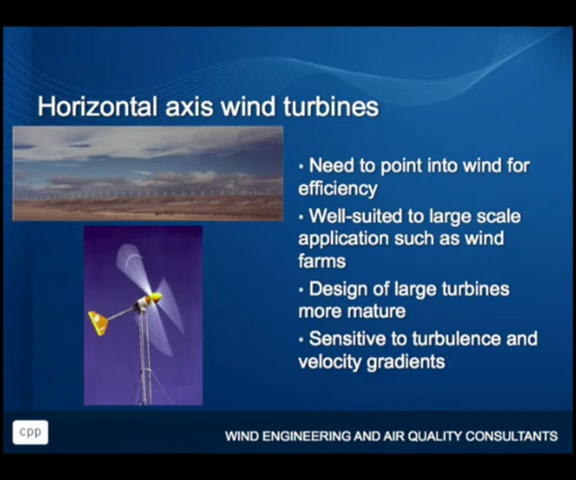 Horizontal axis wind turbines
• Need to point into wind for
efficiency
• Well-suited to large scale
application such as wind
farms
• Design of large turbines
more mature
• Sensitive to turbulence and
velocity gradients
cpp
WIND ENGINEERING AND AIR QUALITY CONSULTANTS